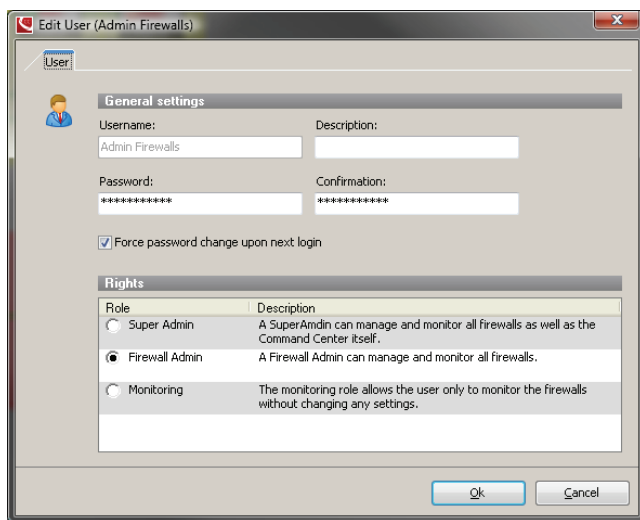 Edit User (Admin Firewalls)
User
General settings
Username:
Description:
Admin Firewalls
Password:
Confirmation:
***********
***********
Force password change upon next login
Rights
Role
Description
Super Admin
A SuperAmdin can manage and monitor all firewalls as well as the
Command Center itself.
Firewall Admin
A Firewall Admin can manage and monitor all firewalls.
Monitoring
The monitoring role allows the user only to monitor the firewalls
without changing any settings.
Ok
Cancel